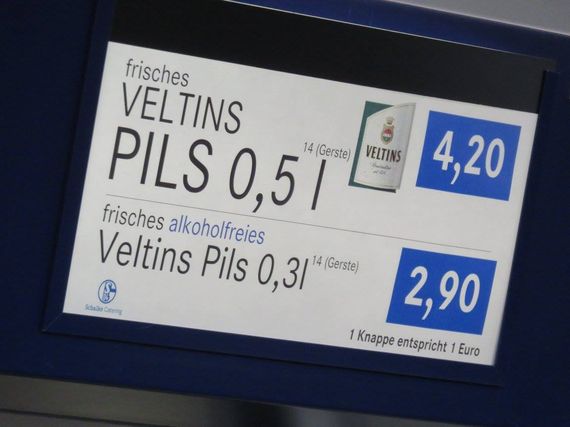 frisches
VELTINS
PILS 0,5 l 14 (Gerste)
VELTINS
4,20
frisches alkoholfreies
Veltins Pils 0,3l 14 (Gerste)
2,90
Schalke Catering
1 Knappe entspricht 1 Euro